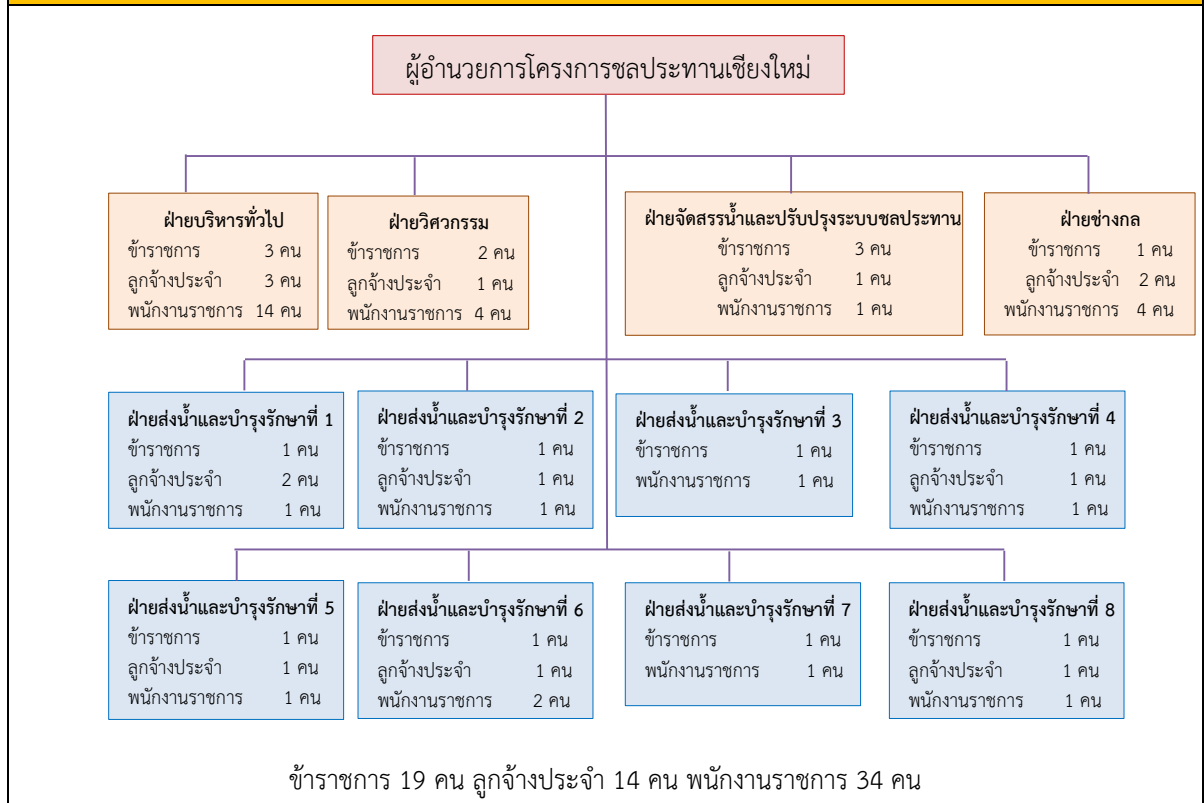 ผู้อำนวยการโครงการชลประทานเชียงใหม่
ฝ่ายบริหารทั่วไป
ข้าราชการ 3 คน
ลูกจ้างประจำ 3 คน
พนักงานราชการ 14 คน
ฝ่ายวิศวกรรม
ข้าราชการ 2 คน
ลูกจ้างประจำ 1 คน
พนักงานราชการ 4 คน
ฝ่ายจัดสรรน้ำและปรับปรุงระบบชลประทาน
ข้าราชการ 3 คน
ลูกจ้างประจำ 1 คน
พนักงานราชการ 1 คน
ฝ่ายช่างกล
ข้าราชการ 1 คน
ลูกจ้างประจำ 2 คน
พนักงานราชการ 4 คน
ฝ่ายส่งน้ำและบำรุงรักษาที่ 1
ข้าราชการ 1 คน
ลูกจ้างประจำ 2 คน
พนักงานราชการ 1 คน
ฝ่ายส่งน้ำและบำรุงรักษาที่ 2
ข้าราชการ 1 คน
ลูกจ้างประจำ 1 คน
พนักงานราชการ 1 คน
ฝ่ายส่งน้ำและบำรุงรักษาที่ 3
ข้าราชการ 1 คน
พนักงานราชการ 1 คน
ฝ่ายส่งน้ำและบำรุงรักษาที่ 4
ข้าราชการ 1 คน
ลูกจ้างประจำ 1 คน
พนักงานราชการ 1 คน
ฝ่ายส่งน้ำและบำรุงรักษาที่ 5
ข้าราชการ 1 คน
ลูกจ้างประจำ 1 คน
พนักงานราชการ 1 คน
ฝ่ายส่งน้ำและบำรุงรักษาที่ 6
ข้าราชการ 1 คน
ลูกจ้างประจำ 1 คน
พนักงานราชการ 2 คน
ฝ่ายส่งน้ำและบำรุงรักษาที่ 7
ข้าราชการ 1 คน
พนักงานราชการ 1 คน
ฝ่ายส่งน้ำและบำรุงรักษาที่ 8
ข้าราชการ 1 คน
ลูกจ้างประจำ 1 คน
พนักงานราชการ 1 คน
ข้าราชการ 19 คน ลูกจ้างประจำ 14 คน พนักงานราชการ 34 คน